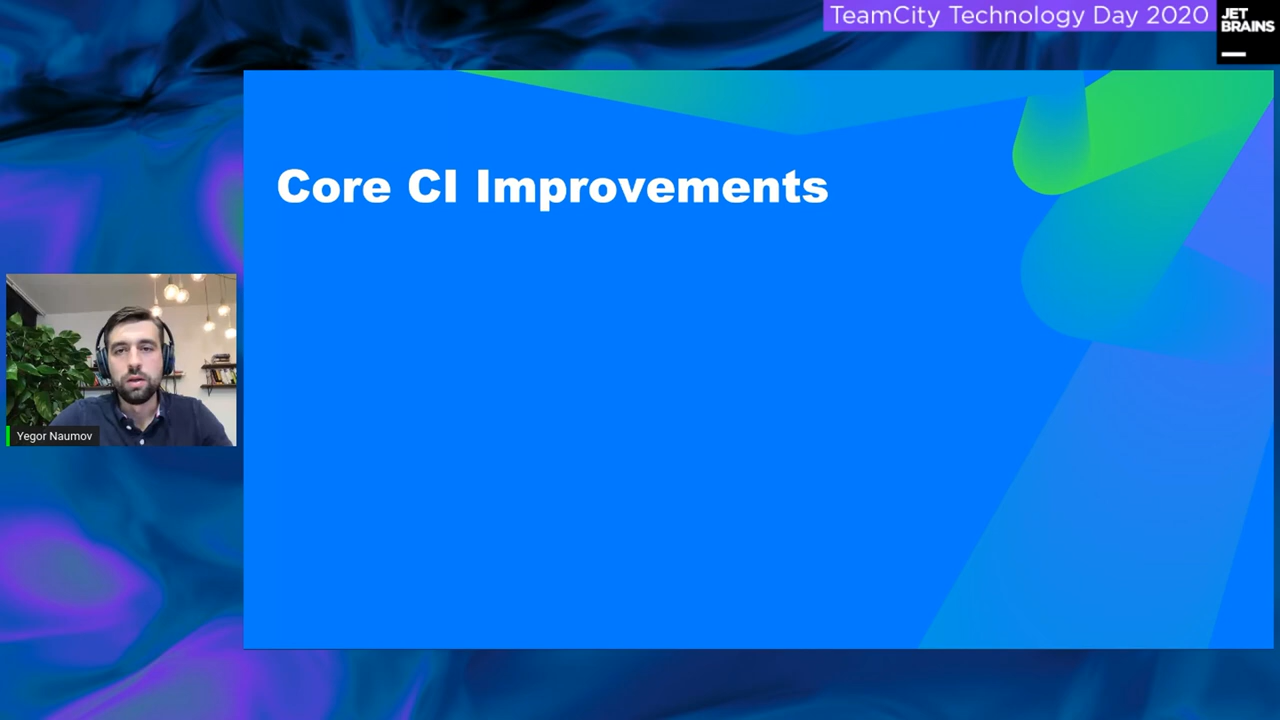 TeamCity Technology Day 2020
JET
BRAINS
Core CI Improvements
Yegor Naumov